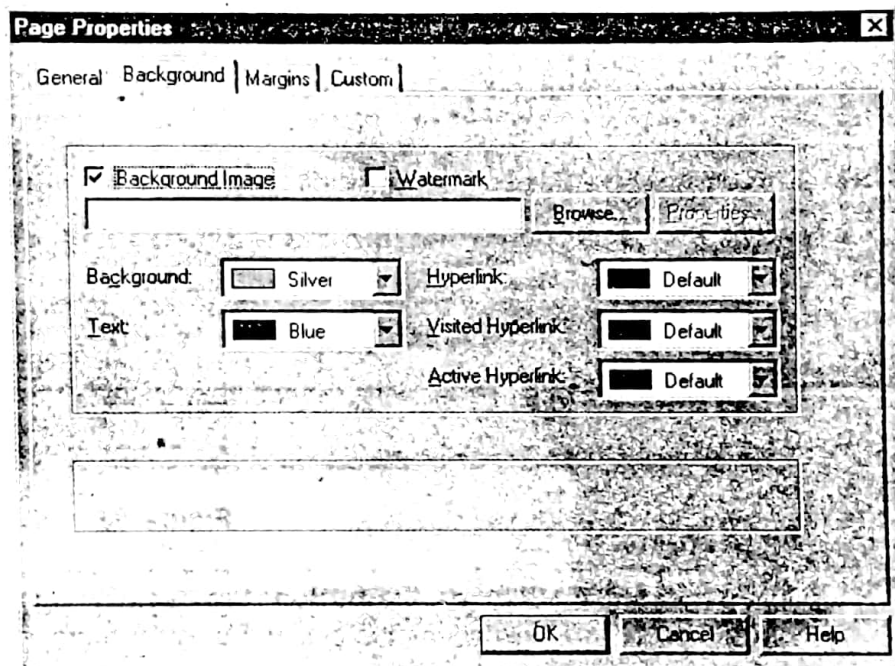 Page Properties
General Background Margins Custom
Background Image Watermark
Browse... Properties...
Background: Silver Hyperlink: Default
Text: Blue Visited Hyperlink: Default
Active Hyperlink: Default
OK Cancel Help